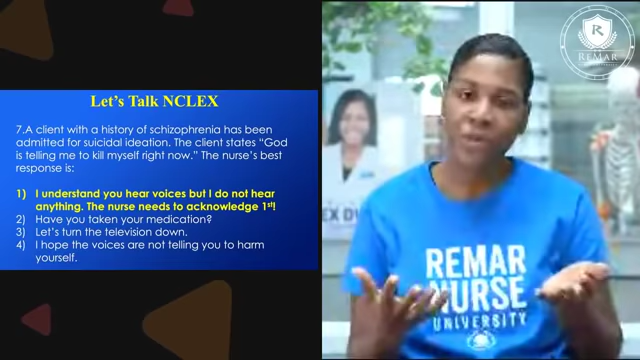 Let's Talk NCLEX
7.A client with a history of schizophrenia has been
admitted for suicidal ideation. The client states “God
is telling me to kill myself right now.” The nurse's best
response is:
1) I understand you hear voices but I do not hear
anything. The nurse needs to acknowledge 1st!
2) Have you taken your medication?
3) Let's turn the television down.
4) I hope the voices are not telling you to harm
yourself.
REMAR
NURSE
UNIVERSITY
R
REMAR